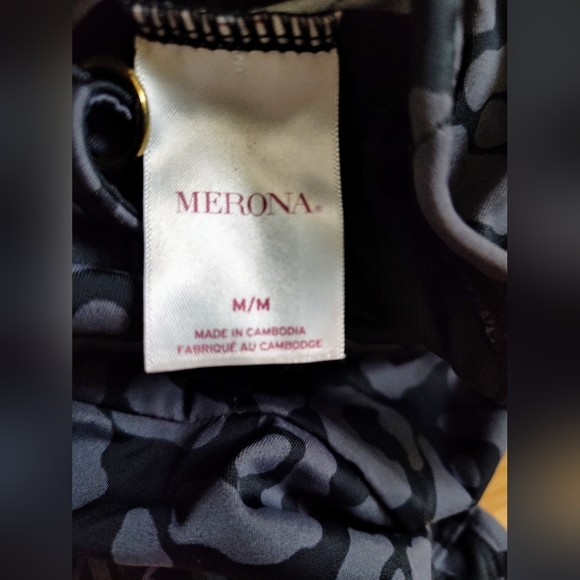 MERONA®
M/M
MADE IN CAMBODIA
FABRIQUÉ AU CAMBODGE